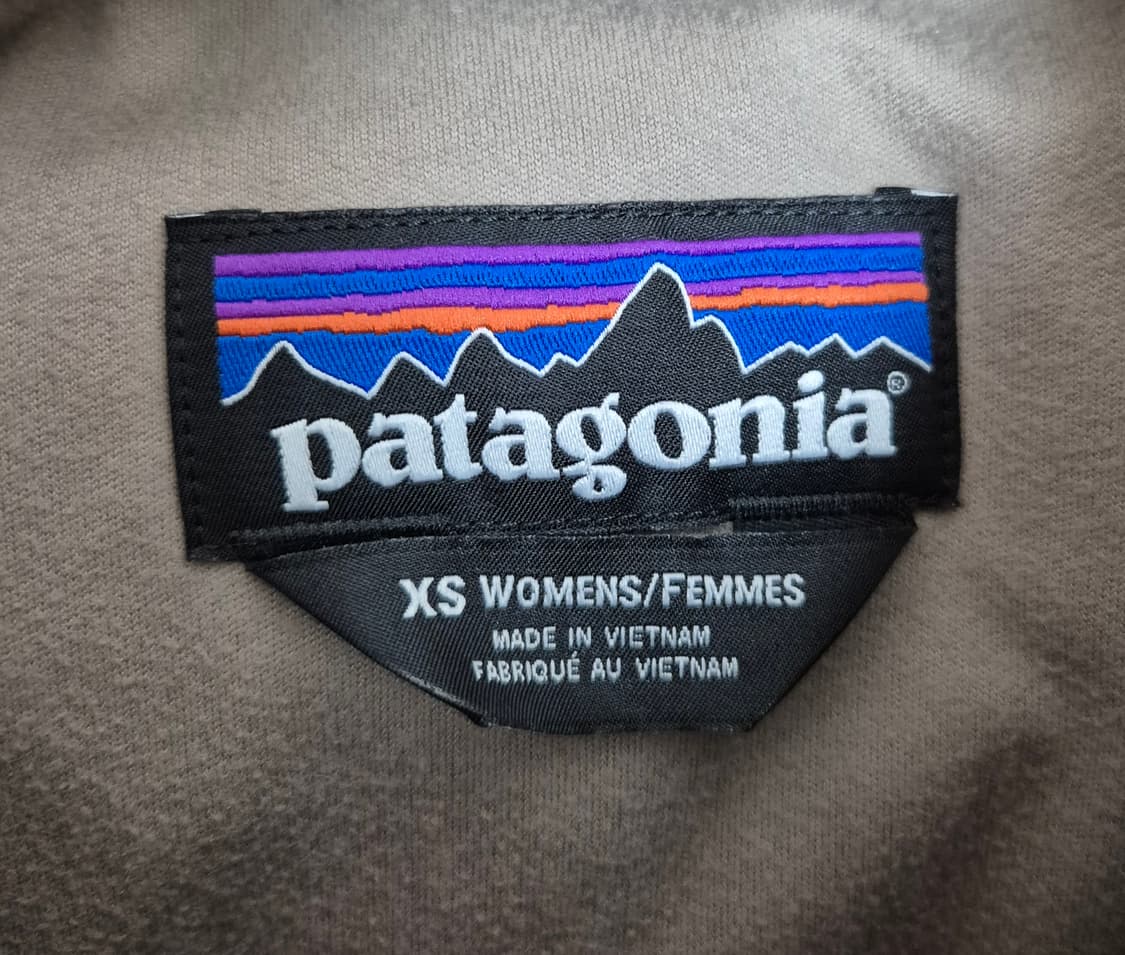 patagonia®
XS WOMENS/FEMMES
MADE IN VIETNAM
FABRIQUÉ AU VIETNAM